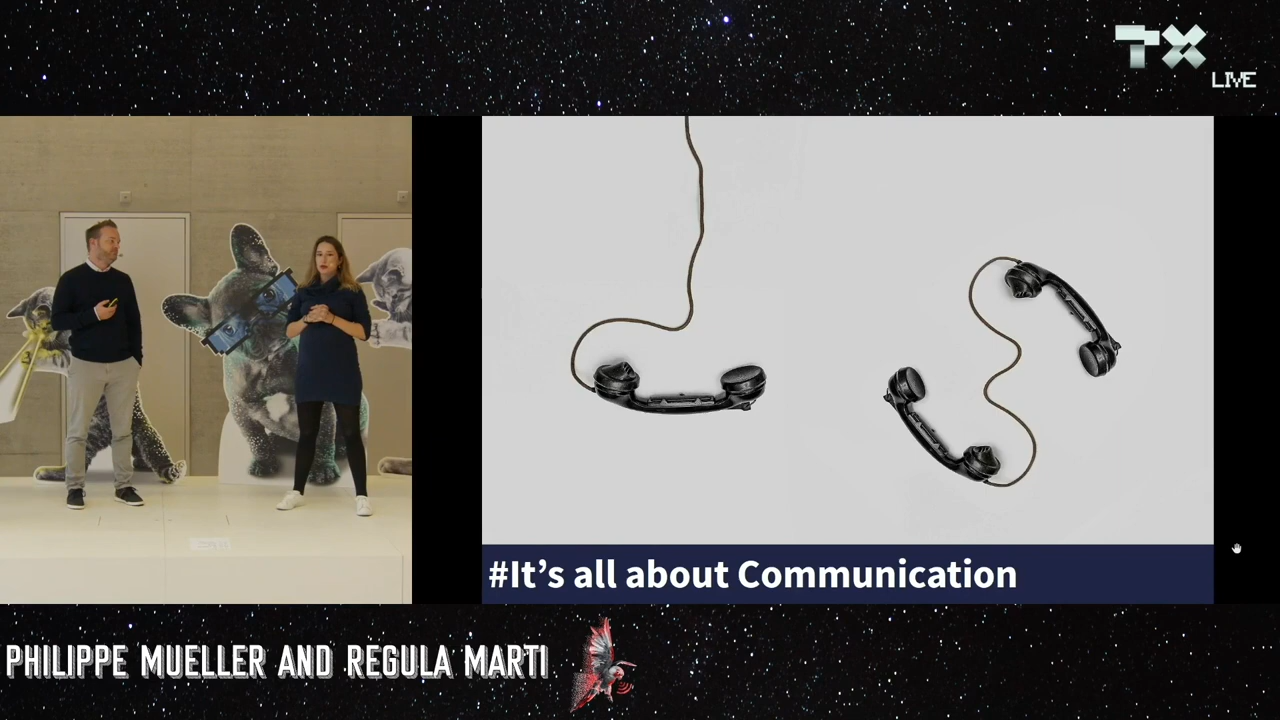 TX
LIVE
#It's all about Communication
PHILIPPE MUELLER AND REGULA MARTI